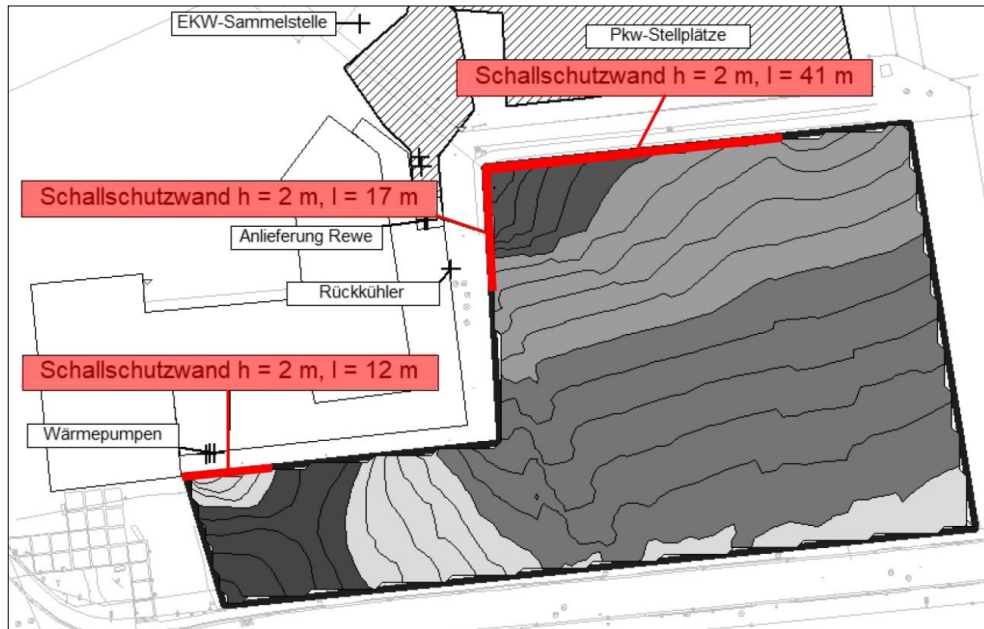 EKW-Sammelstelle
Pkw-Stellplätze
Schallschutzwand h = 2 m, l = 41 m
Schallschutzwand h = 2 m, l = 17 m
Anlieferung Rewe
Rückkühler
Schallschutzwand h = 2 m, l = 12 m
Wärmepumpen